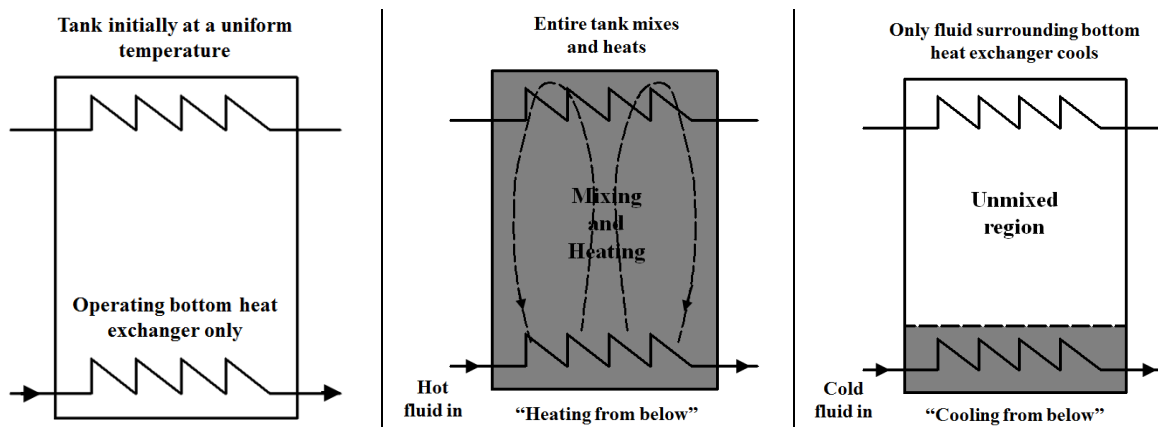 Tank initially at a uniform
temperature
Operating bottom heat
exchanger only
Entire tank mixes
and heats
Mixing
and
Heating
Hot
fluid in
“Heating from below”
Only fluid surrounding bottom
heat exchanger cools
Unmixed
region
Cold
fluid in
“Cooling from below”